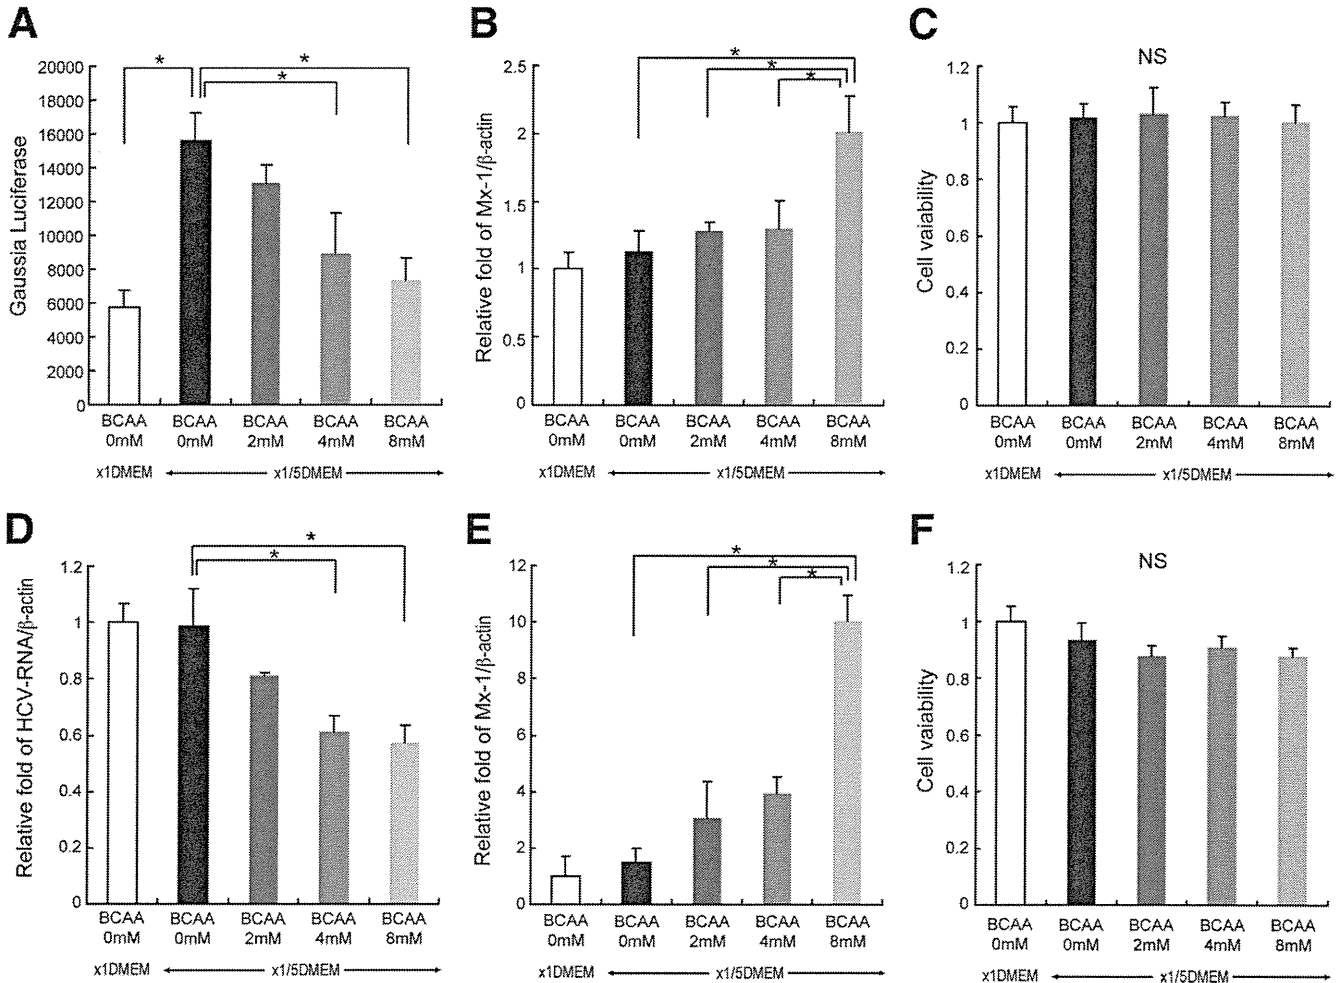 A
Gaussia Luciferase
20000
18000
16000
14000
12000
10000
8000
6000
4000
2000
0
* * *
BCAA BCAA BCAA BCAA BCAA
0mM 0mM 2mM 4mM 8mM
x1DMEM x1/5DMEM
B
Relative fold of Mx-1/β-actin
2.5
2
1.5
1
0.5
0
* * *
BCAA BCAA BCAA BCAA BCAA
0mM 0mM 2mM 4mM 8mM
x1DMEM x1/5DMEM
C
NS
Cell vaiability
1.2
1
0.8
0.6
0.4
0.2
0
BCAA BCAA BCAA BCAA BCAA
0mM 0mM 2mM 4mM 8mM
x1DMEM x1/5DMEM
D
Relative fold of HCV-RNA/β-actin
1.2
1
0.8
0.6
0.4
0.2
0
* *
BCAA BCAA BCAA BCAA BCAA
0mM 0mM 2mM 4mM 8mM
x1DMEM x1/5DMEM
E
Relative fold of Mx-1/β-actin
12
10
8
6
4
2
0
* * *
BCAA BCAA BCAA BCAA BCAA
0mM 0mM 2mM 4mM 8mM
x1DMEM x1/5DMEM
F
NS
Cell vaiability
1.2
1
0.8
0.6
0.4
0.2
0
BCAA BCAA BCAA BCAA BCAA
0mM 0mM 2mM 4mM 8mM
x1DMEM x1/5DMEM